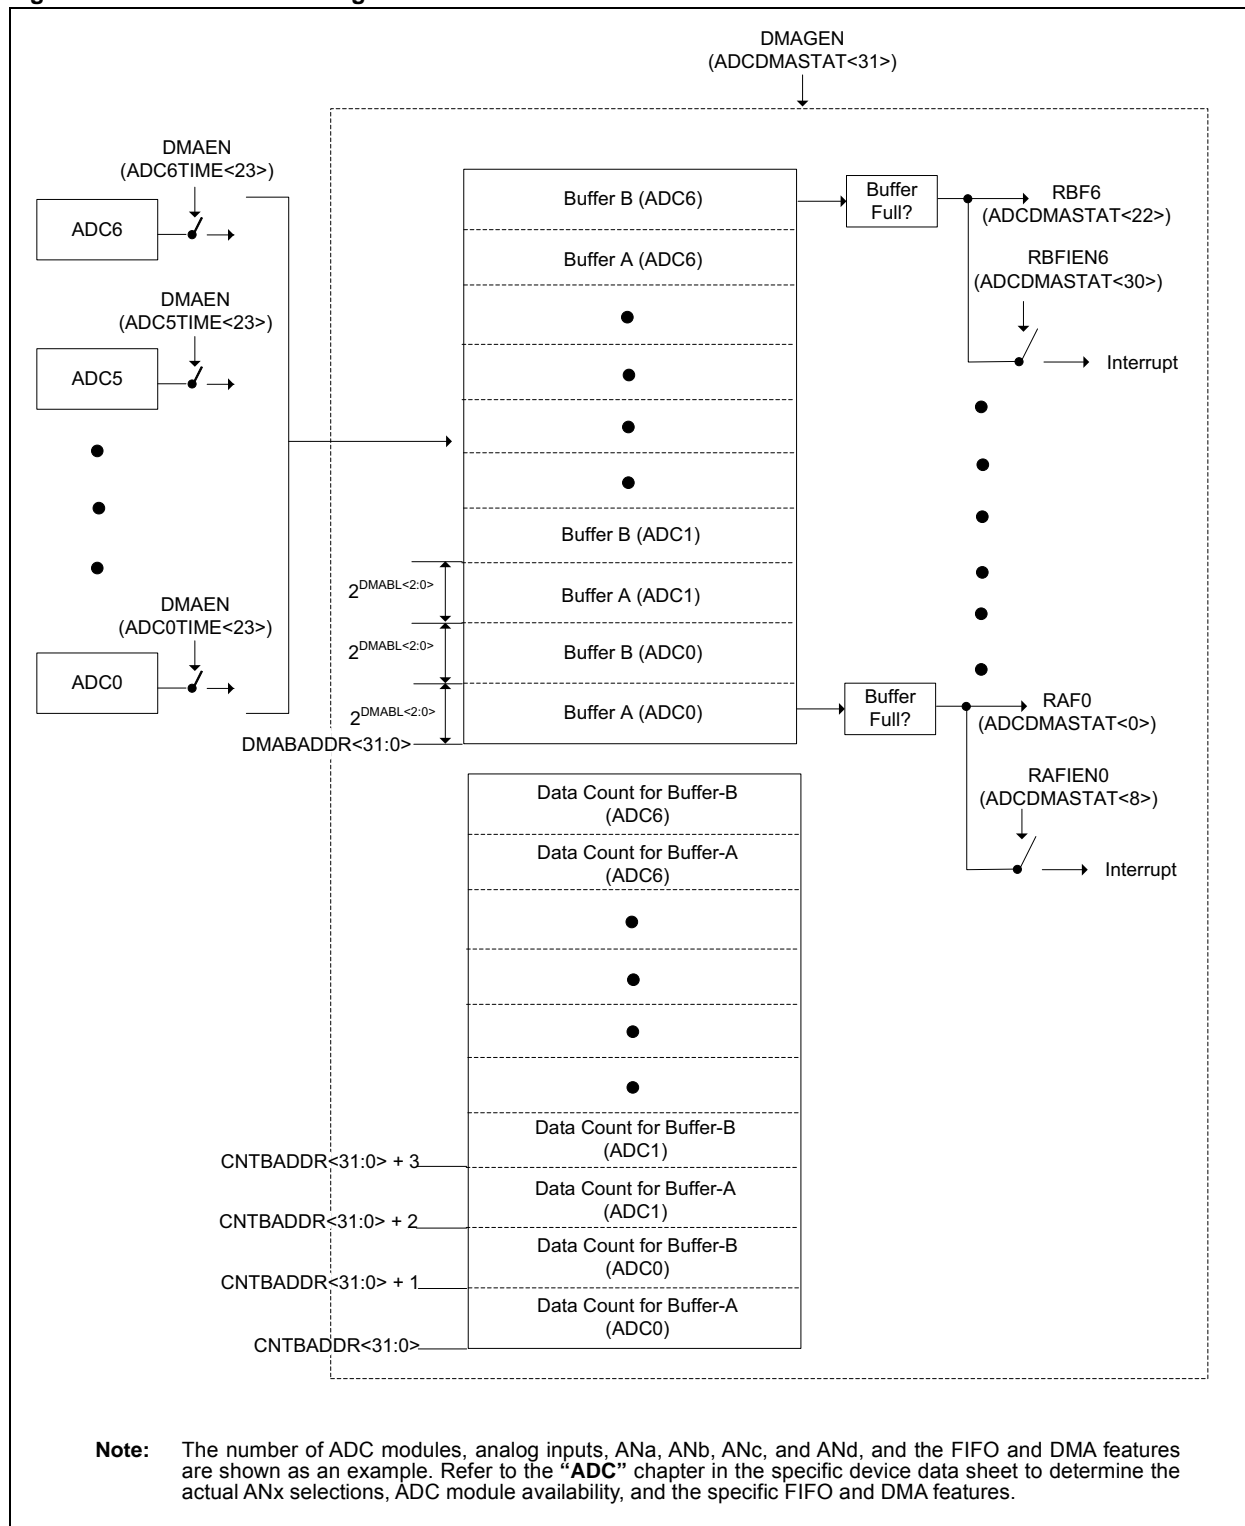 DMAGEN
(ADCDMASTAT<31>)
DMAEN
(ADC6TIME<23>)
ADC6
DMAEN
(ADC5TIME<23>)
ADC5
DMAEN
(ADC0TIME<23>)
ADC0
Buffer B (ADC6)
Buffer A (ADC6)
Buffer B (ADC1)
Buffer A (ADC1)
Buffer B (ADC0)
Buffer A (ADC0)
2DMABL<2:0>
2DMABL<2:0>
2DMABL<2:0>
DMABADDR<31:0>
Buffer
Full?
RBF6
(ADCDMASTAT<22>)
RBFIEN6
(ADCDMASTAT<30>)
Interrupt
Buffer
Full?
RAF0
(ADCDMASTAT<0>)
RAFIEN0
(ADCDMASTAT<8>)
Interrupt
Data Count for Buffer-B
(ADC6)
Data Count for Buffer-A
(ADC6)
Data Count for Buffer-B
(ADC1)
CNTBADDR<31:0> + 3
Data Count for Buffer-A
(ADC1)
CNTBADDR<31:0> + 2
Data Count for Buffer-B
(ADC0)
CNTBADDR<31:0> + 1
Data Count for Buffer-A
(ADC0)
CNTBADDR<31:0>
Note: The number of ADC modules, analog inputs, ANa, ANb, ANc, and ANd, and the FIFO and DMA features
are shown as an example. Refer to the “ADC” chapter in the specific device data sheet to determine the
actual ANx selections, ADC module availability, and the specific FIFO and DMA features.